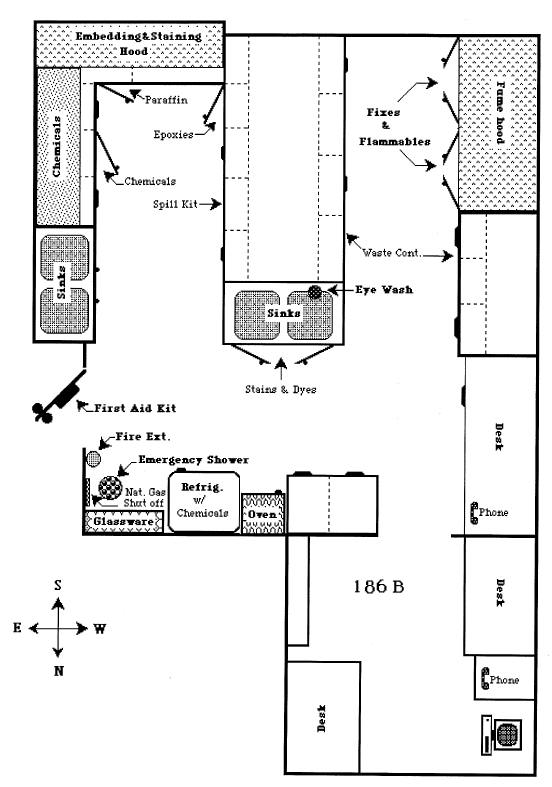 Embedding&Staining
Hood
Paraffin
Epoxies
Chemicals
Chemicals
Spill Kit
Fixes
&
Flammables
Fume hood
Waste Cont.
Sinks
Sinks
Eye Wash
Stains & Dyes
First Aid Kit
Fire Ext.
Emergency Shower
Nat. Gas
Shut off
Glassware
Refrig.
w/
Chemicals
Oven
Desk
Phone
186 B
Desk
Phone
Desk
S
E
W
N